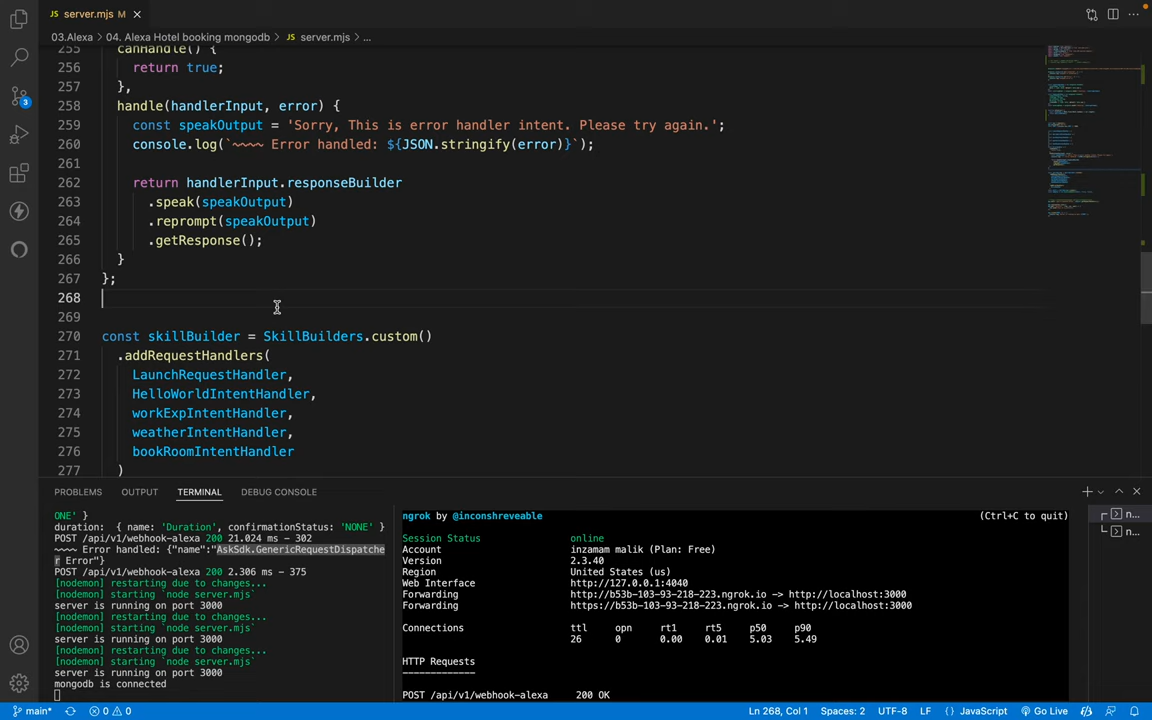 server.mjs M
03.Alexa > 04. Alexa Hotel booking mongodb > JS server.mjs > ...
255 canHandle() {
256 return true;
257 },
258 handle(handlerInput, error) {
259 const speakOutput = 'Sorry, This is error handler intent. Please try again.';
260 console.log(`~~~~ Error handled: ${JSON.stringify(error)}`);
261
262 return handlerInput.responseBuilder
263 .speak(speakOutput)
264 .reprompt(speakOutput)
265 .getResponse();
266 }
267 };
268
269
270 const skillBuilder = SkillBuilders.custom()
271 .addRequestHandlers(
272 LaunchRequestHandler,
273 HelloWorldIntentHandler,
274 workExpIntentHandler,
275 weatherIntentHandler,
276 bookRoomIntentHandler
277 )
3
PROBLEMS OUTPUT TERMINAL DEBUG CONSOLE
ONE' }
duration: { name: 'Duration', confirmationStatus: 'NONE' }
POST /api/v1/webhook-alexa 200 21.024 ms - 302
~~~~ Error handled: {"name":"AskSdk.GenericRequestDispatche
r Error"}
POST /api/v1/webhook-alexa 200 2.306 ms - 375
[nodemon] restarting due to changes...
[nodemon] starting `node server.mjs`
server is running on port 3000
[nodemon] restarting due to changes...
[nodemon] starting `node server.mjs`
server is running on port 3000
[nodemon] restarting due to changes...
[nodemon] starting `node server.mjs`
server is running on port 3000
mongodb is connected
ngrok by @inconshreveable (Ctrl+C to quit)
Session Status online
Account inzamam malik (Plan: Free)
Version 2.3.40
Region United States (us)
Web Interface http://127.0.0.1:4040
Forwarding http://b53b-103-93-218-223.ngrok.io -> http://localhost:3000
Forwarding https://b53b-103-93-218-223.ngrok.io -> http://localhost:3000
Connections ttl opn rt1 rt5 p50 p90
26 0 0.00 0.01 5.03 5.49
HTTP Requests
-------------
POST /api/v1/webhook-alexa 200 OK
n...
n...
main* 0 0 Ln 268, Col 1 Spaces: 2 UTF-8 LF {} JavaScript Go Live